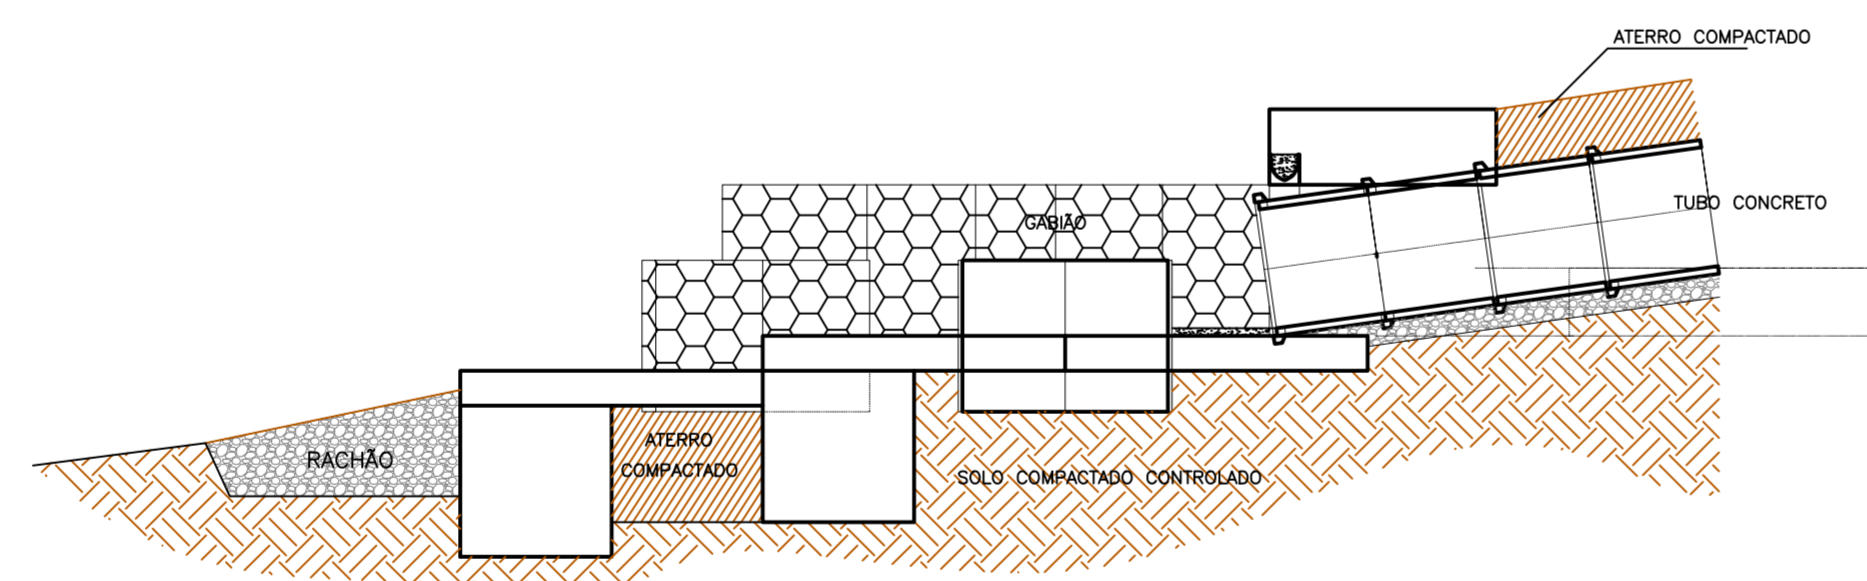 ATERRO COMPACTADO
TUBO CONCRETO
GABIÃO
ATERRO
COMPACTADO
RACHÃO
SOLO COMPACTADO CONTROLADO